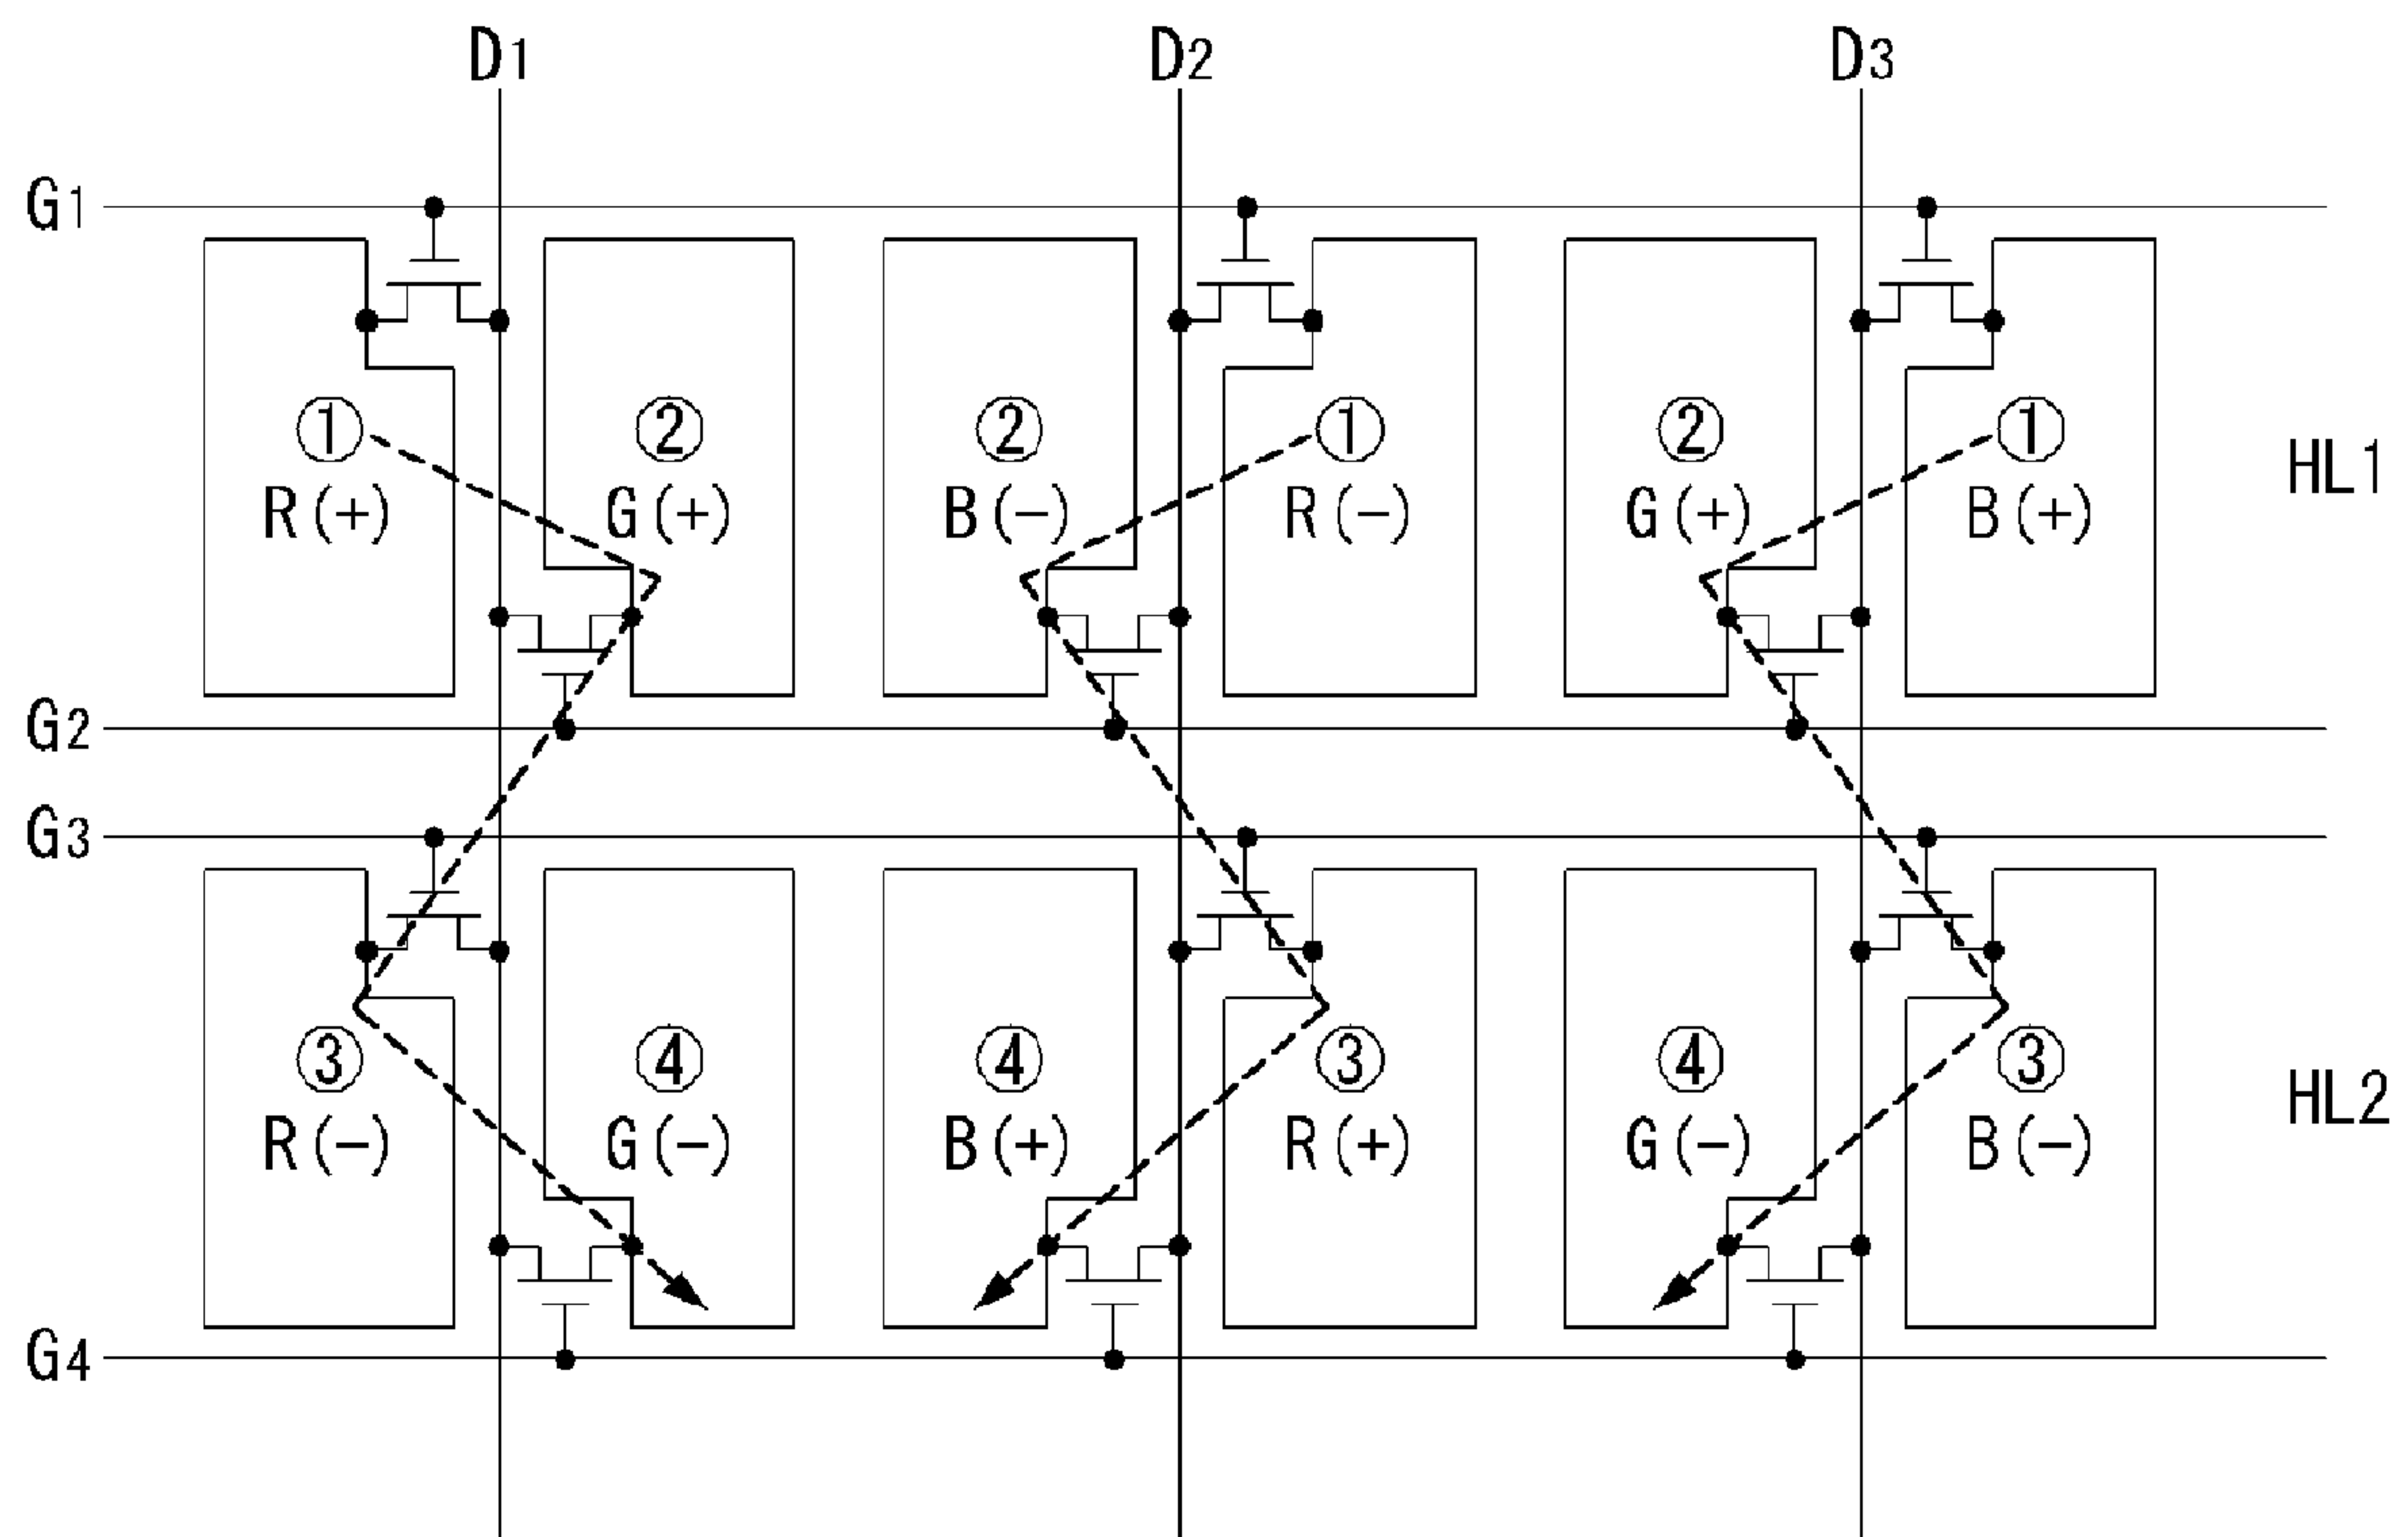 D1 D2 D3
G1
① ② ② ① ② ①
HL1
R(+) G(+) B(-) R(-) G(+) B(+)
G2
G3
③ ④ ④ ③ ④ ③
HL2
R(-) G(-) B(+) R(+) G(-) B(-)
G4